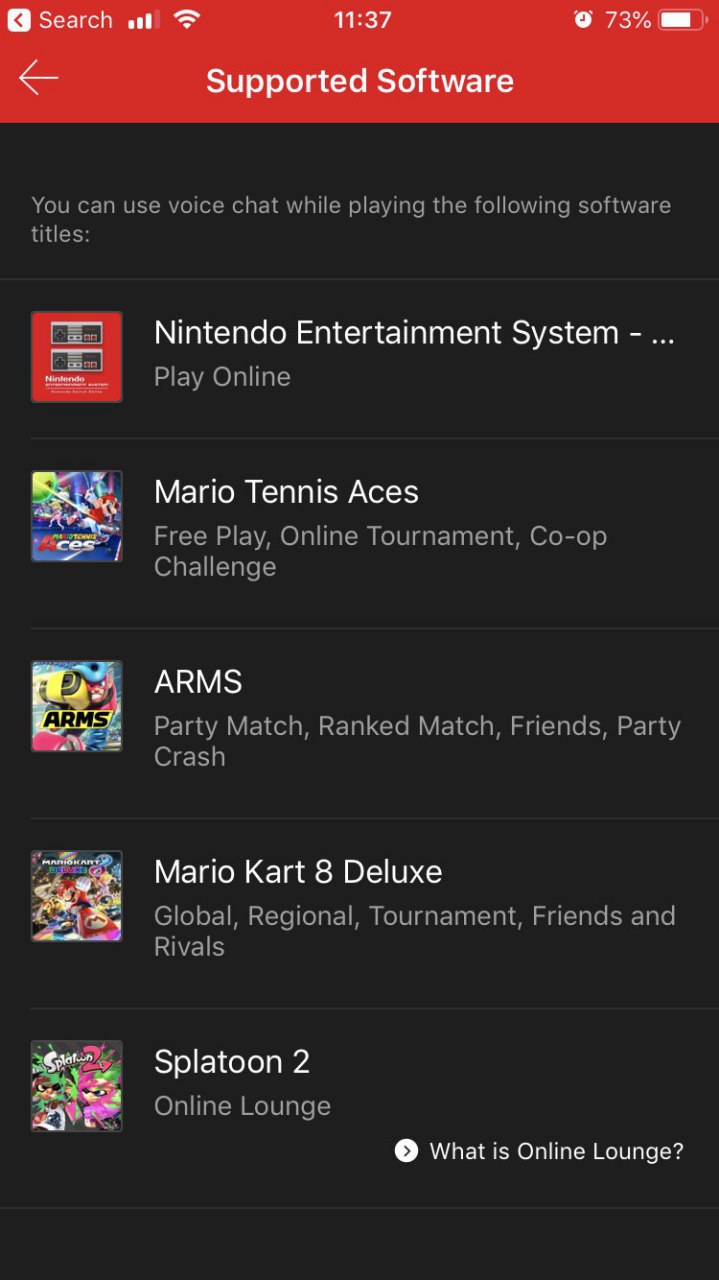 Search
11:37
73%
Supported Software
You can use voice chat while playing the following software
titles:
Nintendo Entertainment System - ...
Play Online
Nintendo
ENTERTAINMENT SYSTEM
Nintendo Switch Online
Mario Tennis Aces
Free Play, Online Tournament, Co-op
Challenge
MARIO TENNIS
ACES
ARMS
Party Match, Ranked Match, Friends, Party
Crash
ARMS
Mario Kart 8 Deluxe
Global, Regional, Tournament, Friends and
Rivals
MARIOKART 8
DELUXE
Splatoon 2
Online Lounge
Splatoon 2
What is Online Lounge?